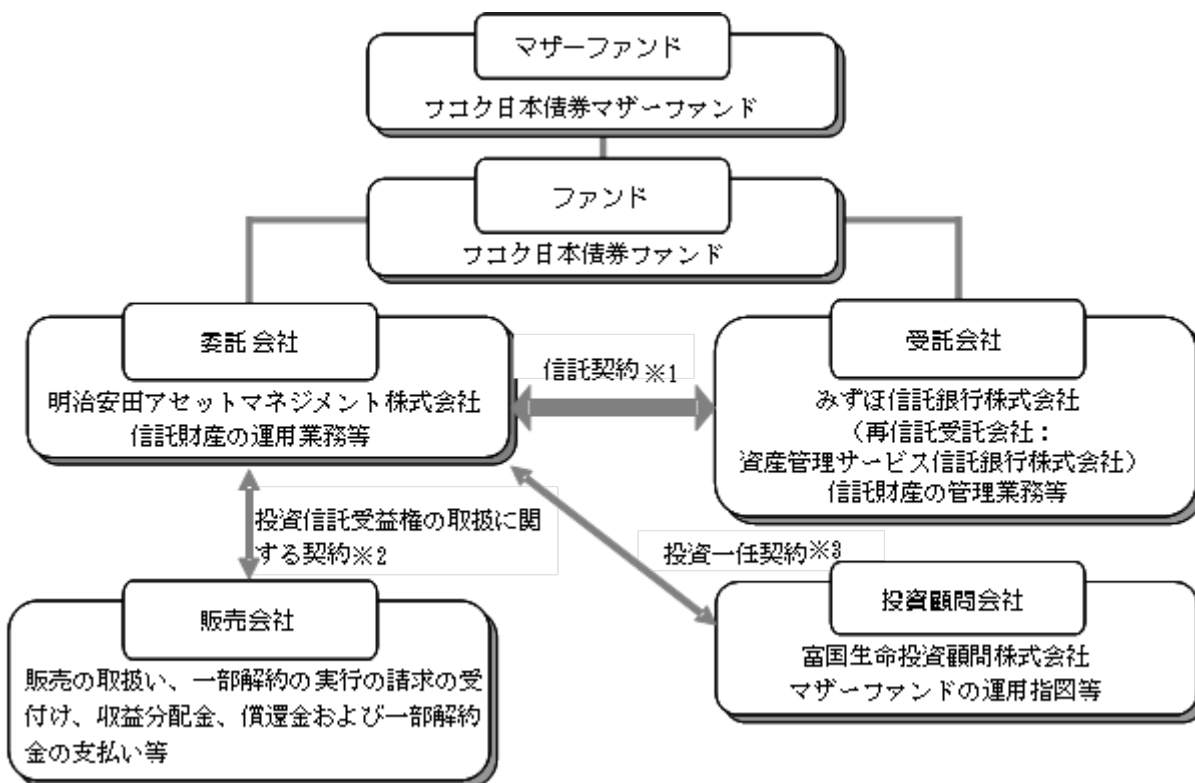 マザーファンド
フコク日本債券マザーファンド
ファンド
フコク日本債券ファンド
委託会社
明治安田アセットマネジメント株式会社
信託財産の運用業務等
信託契約※1
受託会社
みずほ信託銀行株式会社
（再信託受託会社：
資産管理サービス信託銀行株式会社）
信託財産の管理業務等
投資信託受益権の取扱に関
する契約※2
投資一任契約※3
販売会社
販売の取扱い、一部解約の実行の請求の受
付け、収益分配金、償還金および一部解約
金の支払い等
投資顧問会社
富国生命投資顧問株式会社
マザーファンドの運用指図等